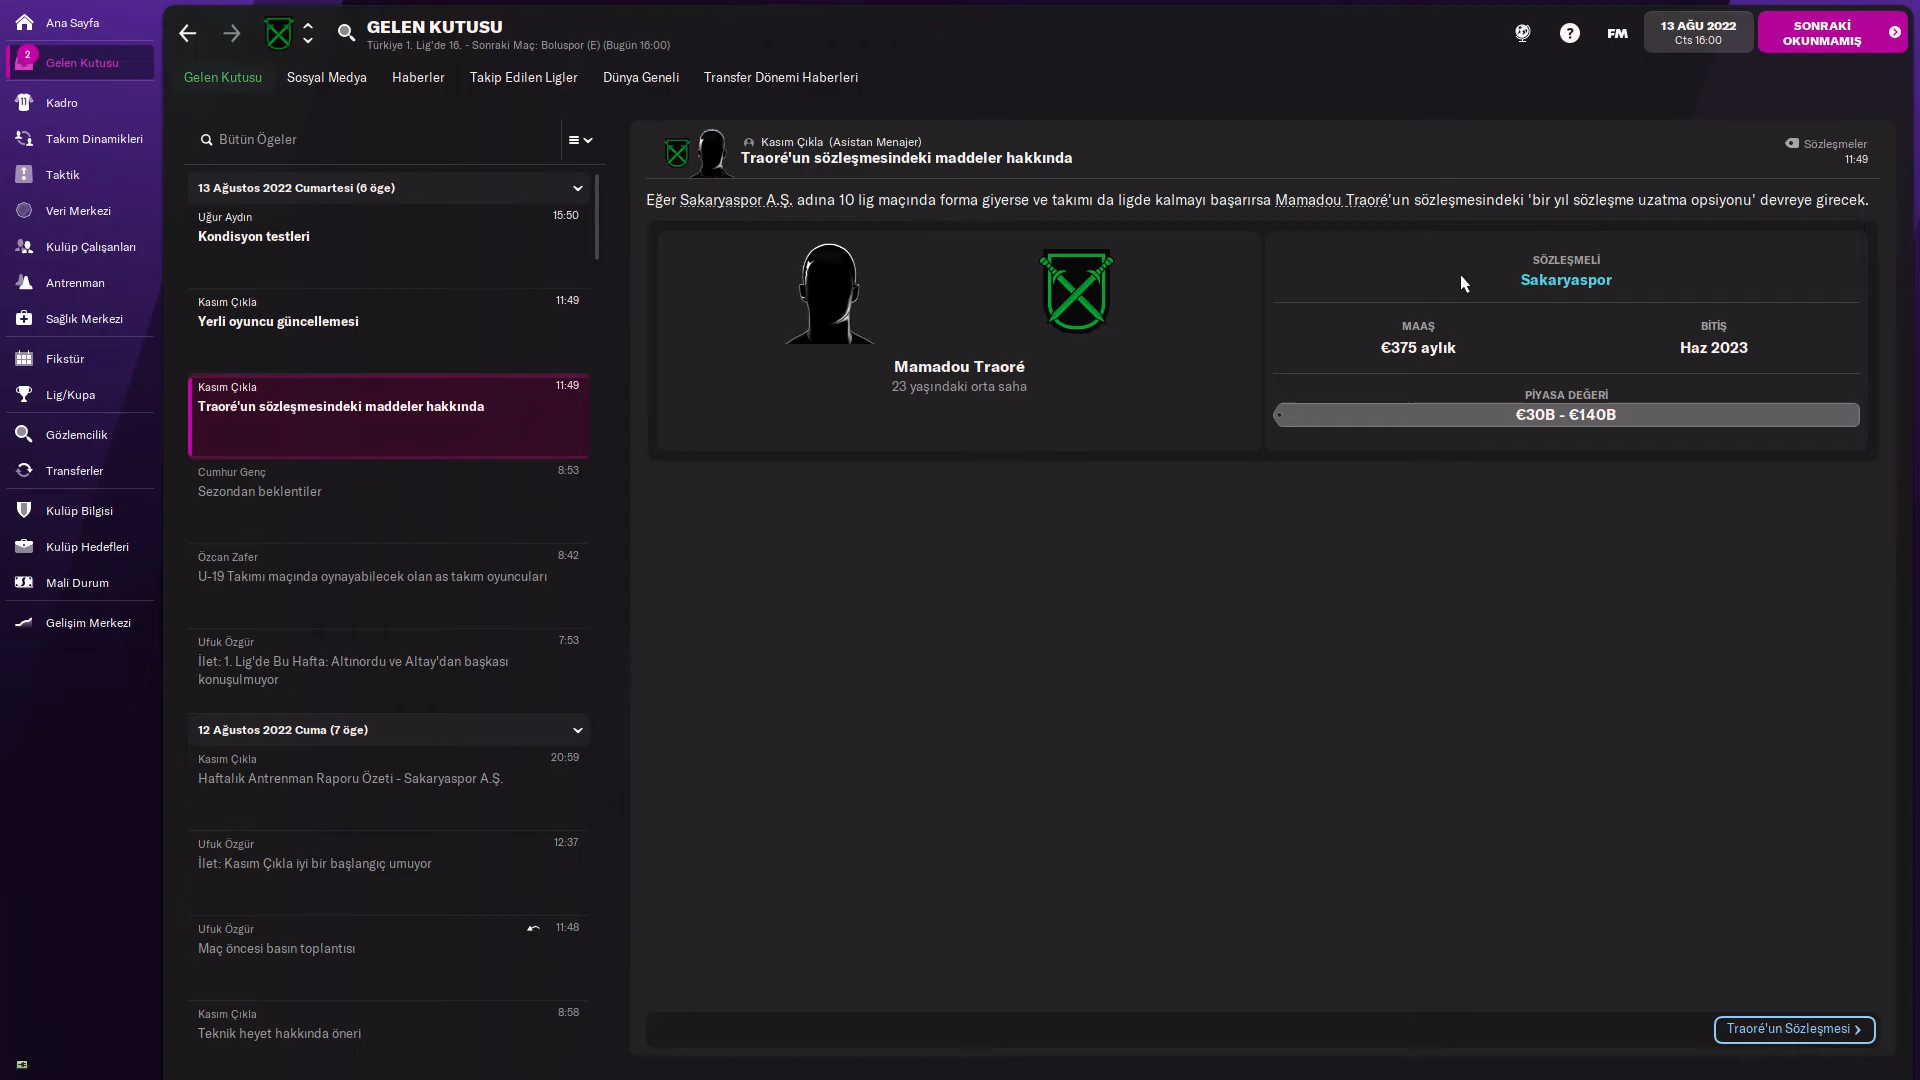 Ana Sayfa
2
Gelen Kutusu
11
Kadro
Takım Dinamikleri
Taktik
Veri Merkezi
Kulüp Çalışanları
Antrenman
Sağlık Merkezi
Fikstür
Lig/Kupa
Gözlemcilik
Transferler
Kulüp Bilgisi
Kulüp Hedefleri
Mali Durum
Gelişim Merkezi
GELEN KUTUSU
Türkiye 1. Lig'de 16. - Sonraki Maç: Boluspor (E) (Bugün 16:00)
?
FM
13 AĞU 2022
Cts 16:00
SONRAKİ
OKUNMAMIŞ
Gelen Kutusu Sosyal Medya Haberler Takip Edilen Ligler Dünya Geneli Transfer Dönemi Haberleri
Bütün Ögeler
13 Ağustos 2022 Cumartesi (6 öge)
Uğur Aydın 15:50
Kondisyon testleri
Kasım Çıkla 11:49
Yerli oyuncu güncellemesi
Kasım Çıkla 11:49
Traoré'un sözleşmesindeki maddeler hakkında
Cumhur Genç 8:53
Sezondan beklentiler
Özcan Zafer 8:42
U-19 Takımı maçında oynayabilecek olan as takım oyuncuları
Ufuk Özgür 7:53
İlet: 1. Lig'de Bu Hafta: Altınordu ve Altay'dan başkası
konuşulmuyor
12 Ağustos 2022 Cuma (7 öge)
Kasım Çıkla 20:59
Haftalık Antrenman Raporu Özeti - Sakaryaspor A.Ş.
Ufuk Özgür 12:37
İlet: Kasım Çıkla iyi bir başlangıç umuyor
Ufuk Özgür 11:48
Maç öncesi basın toplantısı
Kasım Çıkla 8:58
Teknik heyet hakkında öneri
Kasım Çıkla (Asistan Menajer)
Traoré'un sözleşmesindeki maddeler hakkında
Sözleşmeler
11:49
Eğer Sakaryaspor A.Ş. adına 10 lig maçında forma giyerse ve takımı da ligde kalmayı başarırsa Mamadou Traoré'un sözleşmesindeki 'bir yıl sözleşme uzatma opsiyonu' devreye girecek.
Mamadou Traoré
23 yaşındaki orta saha
SÖZLEŞMELİ
Sakaryaspor
MAAŞ
€375 aylık
BİTİŞ
Haz 2023
PİYASA DEĞERİ
€30B - €140B
Traoré'un Sözleşmesi